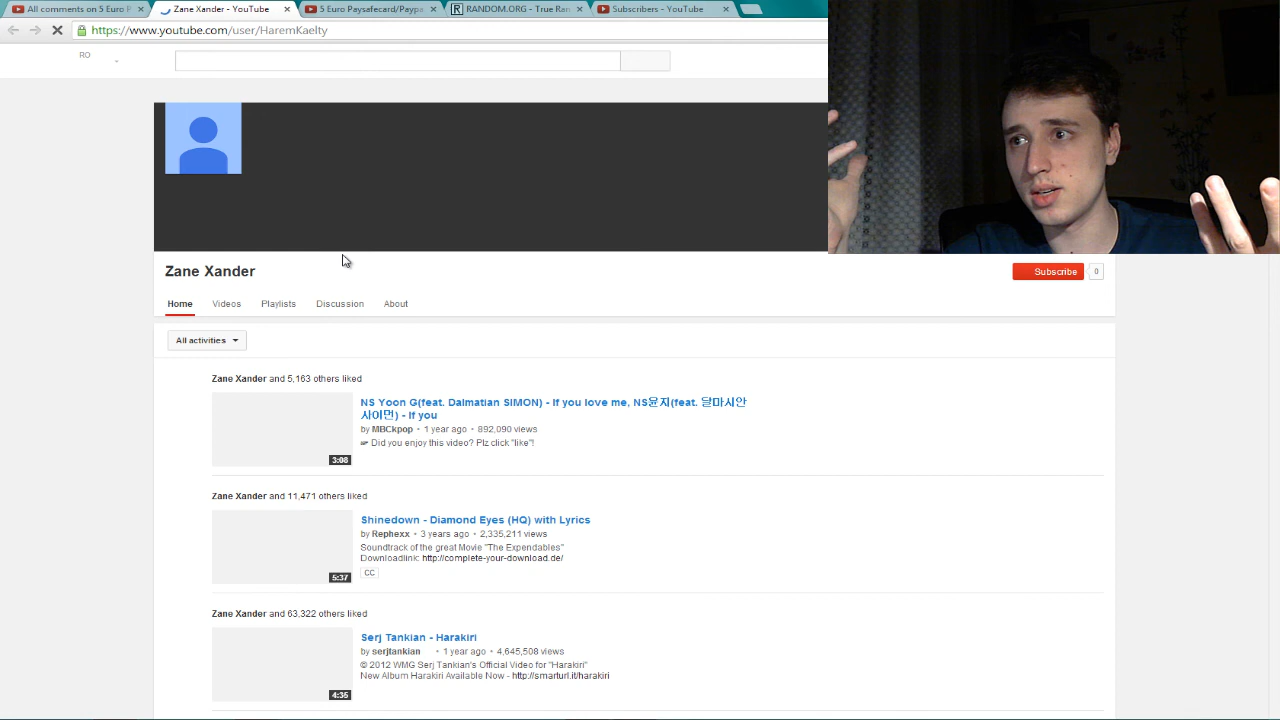 All comments on 5 Euro P
Zane Xander - YouTube
5 Euro Paysafecard/Paypa
RANDOM.ORG - True Ran
Subscribers - YouTube
https://www.youtube.com/user/HaremKaelty
RO
Zane Xander
Subscribe 0
Home Videos Playlists Discussion About
All activities
Zane Xander and 5,163 others liked
NS Yoon G(feat. Dalmatian SIMON) - If you love me, NS윤지(feat. 달마시안
사이먼) - If you
by MBCkpop • 1 year ago • 892,090 views
☞ Did you enjoy this video? Plz click "like"!
3:08
Zane Xander and 11,471 others liked
Shinedown - Diamond Eyes (HQ) with Lyrics
by Rephexx • 3 years ago • 2,335,211 views
Soundtrack of the great Movie "The Expendables"
Downloadlink: http://complete-your-download.de/
CC
5:37
Zane Xander and 63,322 others liked
Serj Tankian - Harakiri
by serjtankian • 1 year ago • 4,645,508 views
© 2012 WMG Serj Tankian's Official Video for "Harakiri"
New Album Harakiri Available Now - http://smarturl.it/harakiri
4:35